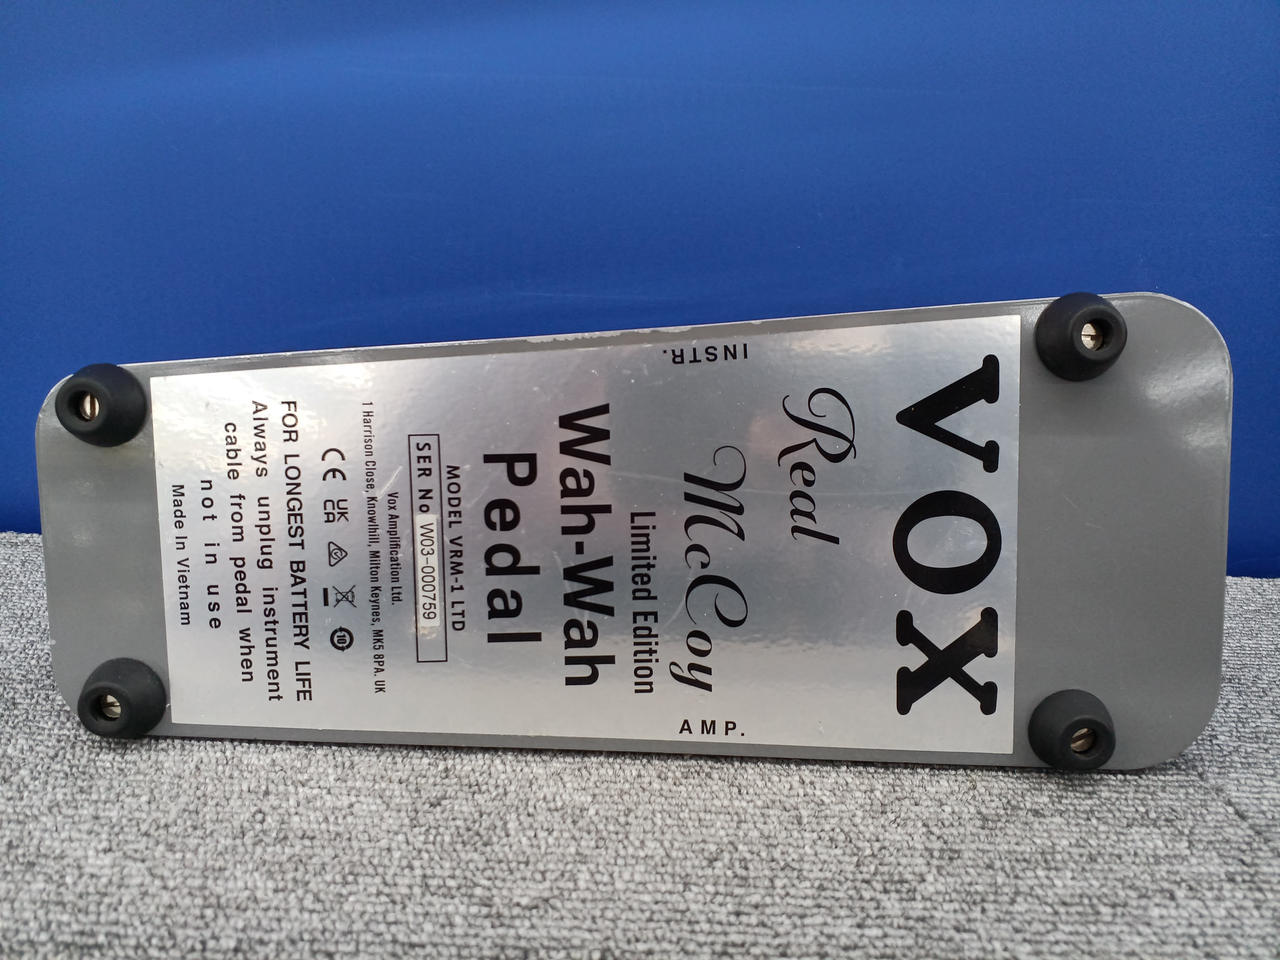 VOX
Real
McCoy
INSTR.
AMP.
Limited Edition
Wah-Wah
Pedal
MODEL VRM-1 LTD
SER No W03-000759
Vox Amplification Ltd.
1 Harrison Close, Knowlhill, Milton Keynes, MK5 8PA. UK
CE UK CA 10
FOR LONGEST BATTERY LIFE
Always unplug instrument
cable from pedal when
not in use
Made In Vietnam